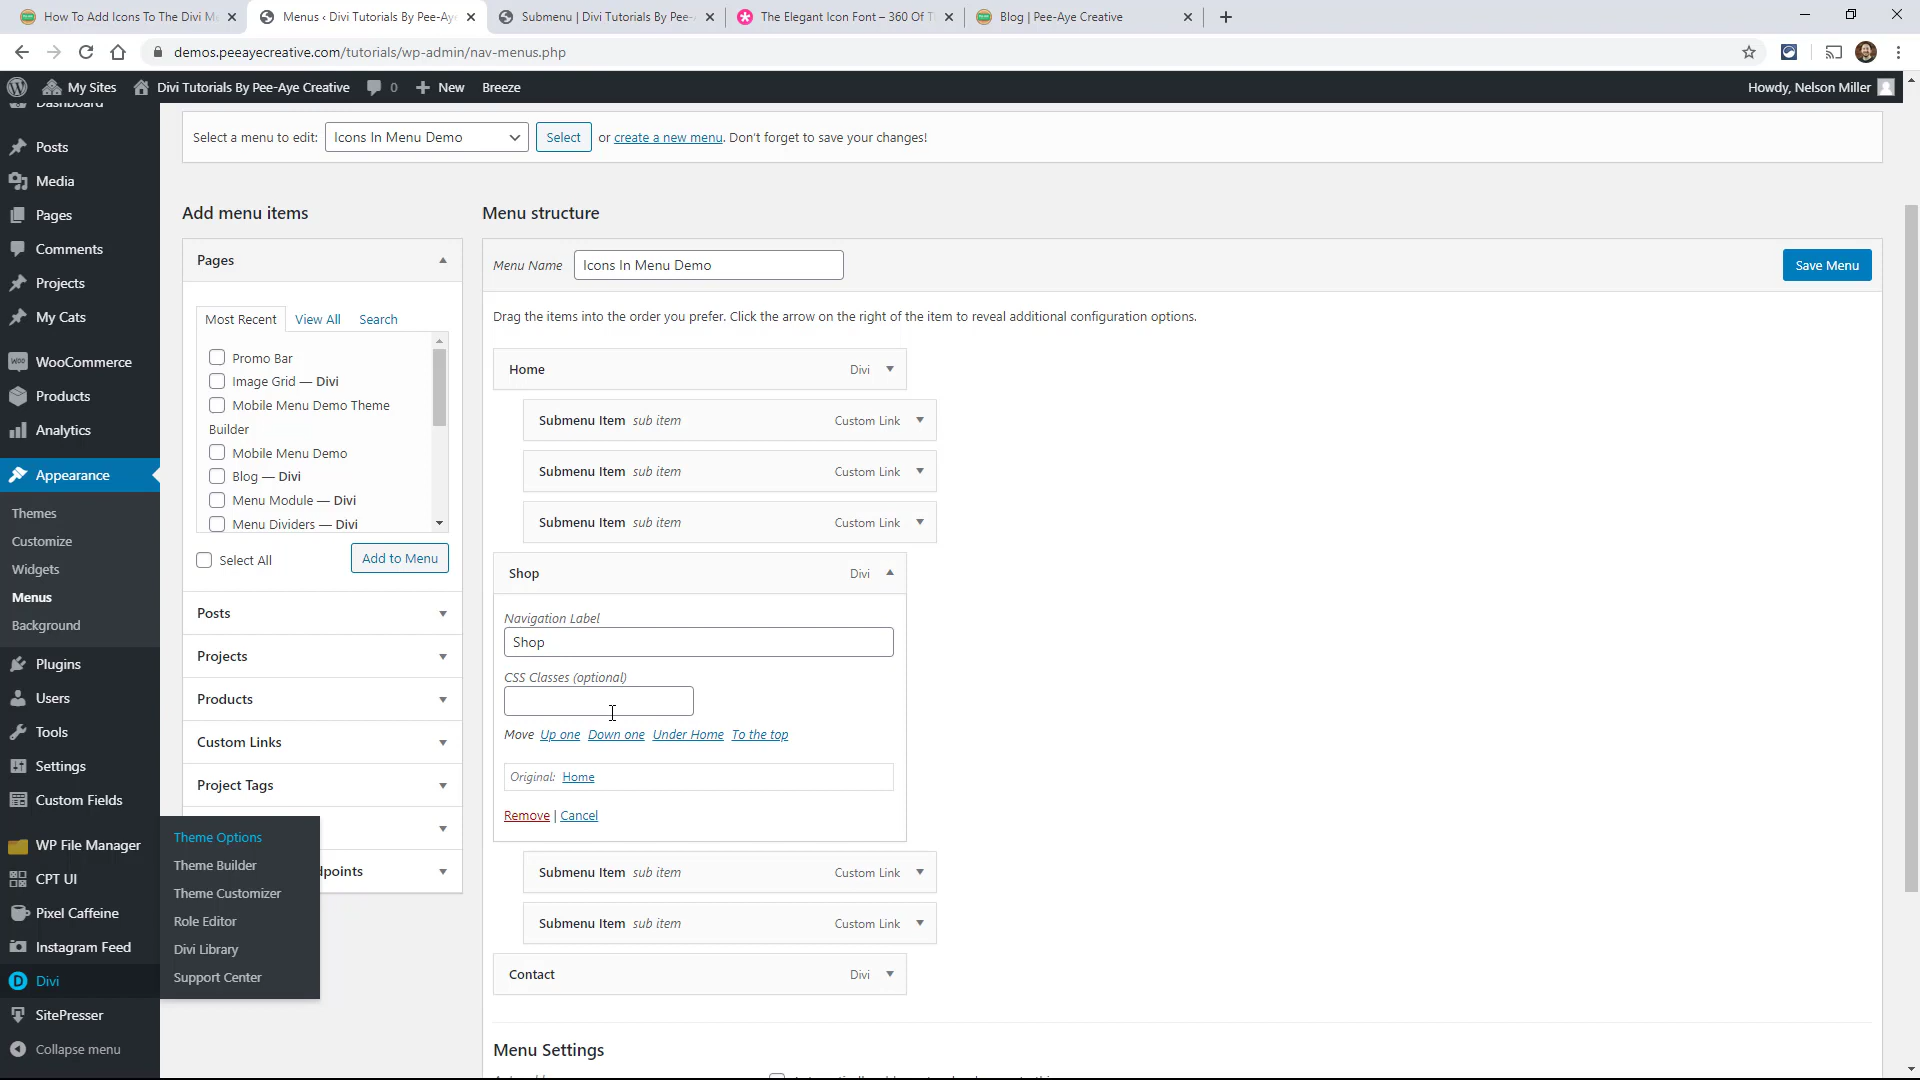 How To Add Icons To The Divi M
Menus ‹ Divi Tutorials By Pee-Aye
Submenu | Divi Tutorials By Pee-
The Elegant Icon Font – 360 Of T
Blog | Pee-Aye Creative
demos.peeayecreative.com/tutorials/wp-admin/nav-menus.php
My Sites
Divi Tutorials By Pee-Aye Creative
0
New
Breeze
Howdy, Nelson Miller
Dashboard
Posts
Media
Pages
Comments
Projects
My Cats
WooCommerce
Products
Analytics
Appearance
Themes
Customize
Widgets
Menus
Background
Plugins
Users
Tools
Settings
Custom Fields
WP File Manager
CPT UI
Pixel Caffeine
Instagram Feed
Divi
SitePresser
Collapse menu
Theme Options
Theme Builder
Theme Customizer
Role Editor
Divi Library
Support Center
Select a menu to edit: Icons In Menu Demo Select or create a new menu. Don't forget to save your changes!
Add menu items
Pages
Most Recent View All Search
Promo Bar
Image Grid — Divi
Mobile Menu Demo Theme
Builder
Mobile Menu Demo
Blog — Divi
Menu Module — Divi
Menu Dividers — Divi
Select All
Add to Menu
Posts
Projects
Products
Custom Links
Project Tags
dpoints
Menu structure
Menu Name Icons In Menu Demo
Save Menu
Drag the items into the order you prefer. Click the arrow on the right of the item to reveal additional configuration options.
Home Divi
Submenu Item sub item Custom Link
Submenu Item sub item Custom Link
Submenu Item sub item Custom Link
Shop Divi
Navigation Label
Shop
CSS Classes (optional)
Move Up one Down one Under Home To the top
Original: Home
Remove | Cancel
Submenu Item sub item Custom Link
Submenu Item sub item Custom Link
Contact Divi
Menu Settings